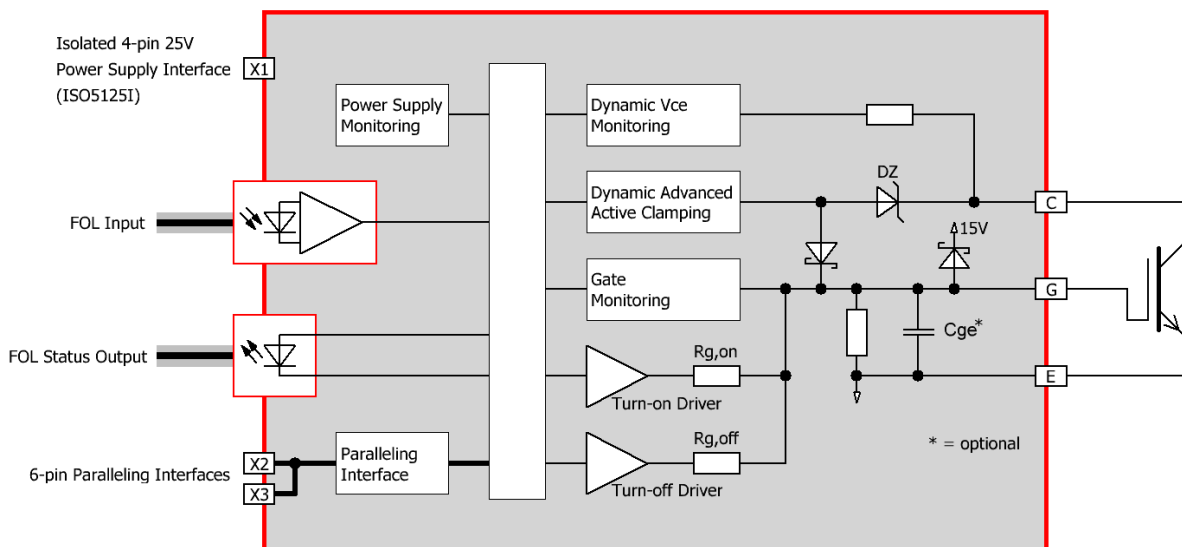 Isolated 4-pin 25V
Power Supply Interface
(ISO5125I)
X1
Power Supply
Monitoring
Dynamic Vce
Monitoring
DZ
Dynamic Advanced
Active Clamping
C
FOL Input
15V
Gate
Monitoring
G
Cge*
FOL Status Output
Rg,on
E
Turn-on Driver
Rg,off
* = optional
Paralleling
Interface
X2
6-pin Paralleling Interfaces
X3
Turn-off Driver